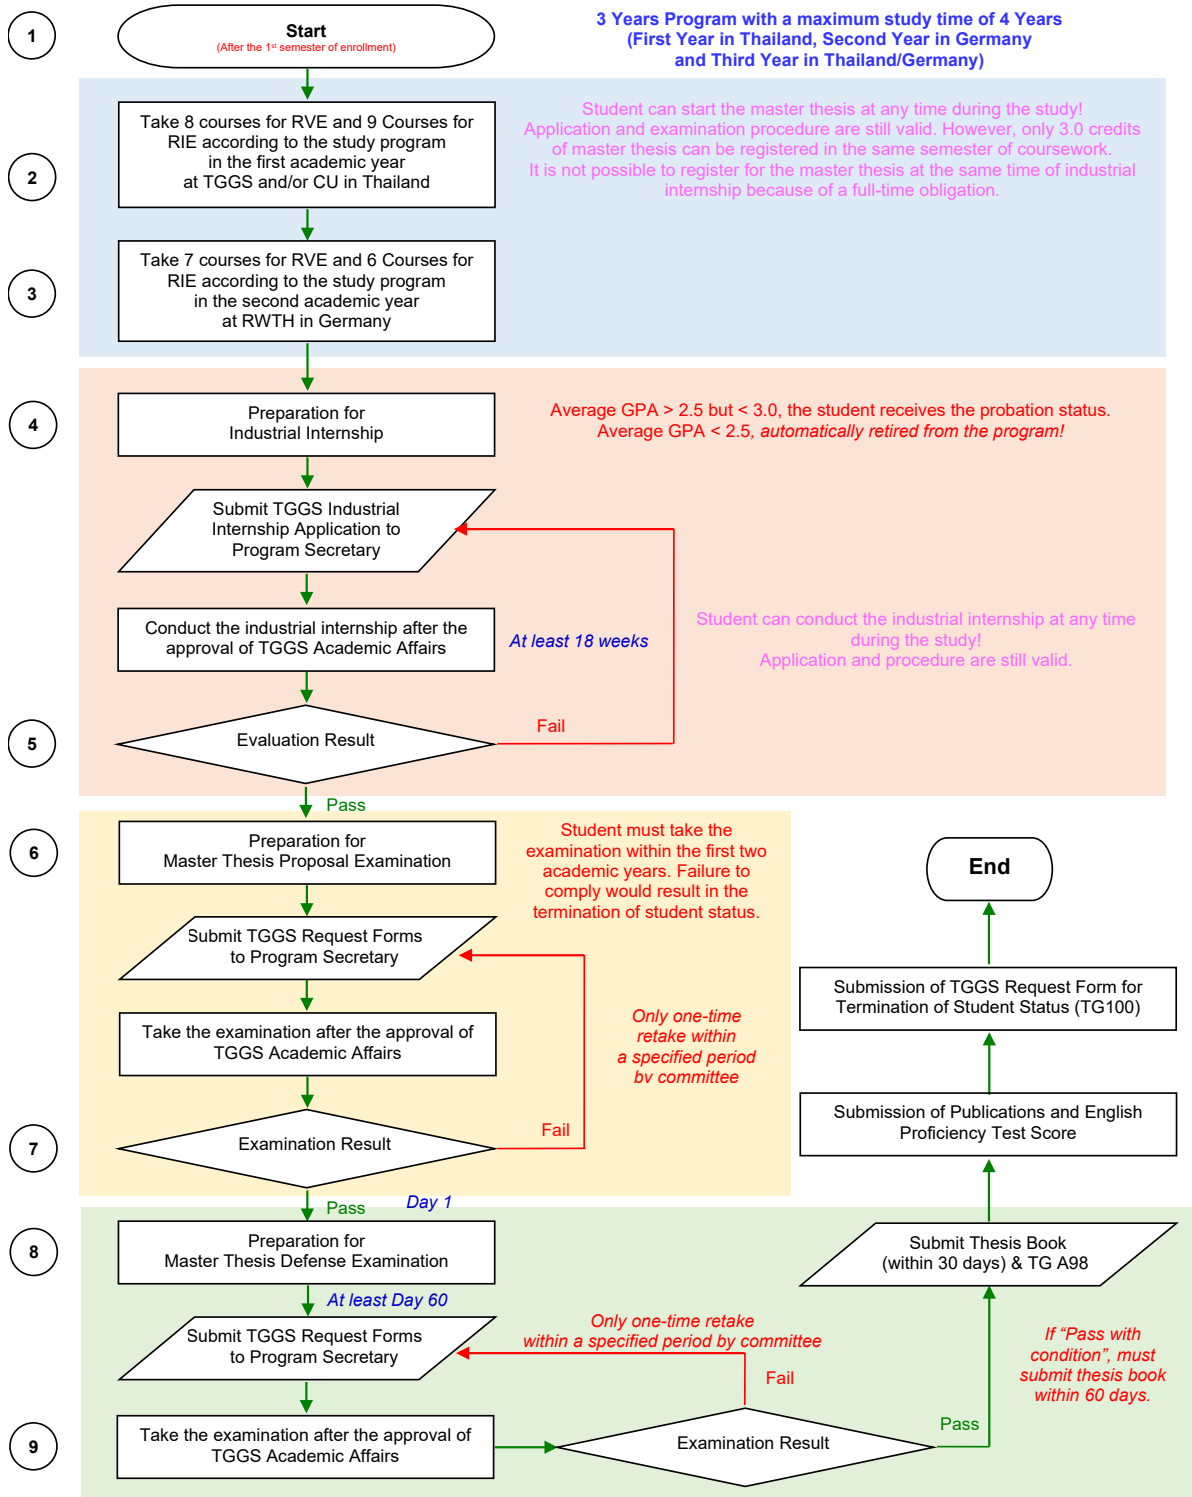 1
Start
(After the 1st semester of enrollment)
3 Years Program with a maximum study time of 4 Years
(First Year in Thailand, Second Year in Germany
and Third Year in Thailand/Germany)
2
Take 8 courses for RVE and 9 Courses for
RIE according to the study program
in the first academic year
at TGGS and/or CU in Thailand
Student can start the master thesis at any time during the study!
Application and examination procedure are still valid. However, only 3.0 credits
of master thesis can be registered in the same semester of coursework.
It is not possible to register for the master thesis at the same time of industrial
internship because of a full-time obligation.
3
Take 7 courses for RVE and 6 Courses for
RIE according to the study program
in the second academic year
at RWTH in Germany
4
Preparation for
Industrial Internship
Average GPA > 2.5 but < 3.0, the student receives the probation status.
Average GPA < 2.5, automatically retired from the program!
Submit TGGS Industrial
Internship Application to
Program Secretary
Conduct the industrial internship after the
approval of TGGS Academic Affairs
At least 18 weeks
Student can conduct the industrial internship at any time
during the study!
Application and procedure are still valid.
5
Evaluation Result
Fail
Pass
6
Preparation for
Master Thesis Proposal Examination
Student must take the
examination within the first two
academic years. Failure to
comply would result in the
termination of student status.
Submit TGGS Request Forms
to Program Secretary
Take the examination after the approval of
TGGS Academic Affairs
Only one-time
retake within
a specified period
by committee
7
Examination Result
Fail
Pass
Day 1
8
Preparation for
Master Thesis Defense Examination
At least Day 60
Submit TGGS Request Forms
to Program Secretary
Only one-time retake
within a specified period by committee
Fail
9
Take the examination after the approval of
TGGS Academic Affairs
Examination Result
Pass
If “Pass with
condition”, must
submit thesis book
within 60 days.
Submit Thesis Book
(within 30 days) & TG A98
Submission of Publications and English
Proficiency Test Score
Submission of TGGS Request Form for
Termination of Student Status (TG100)
End